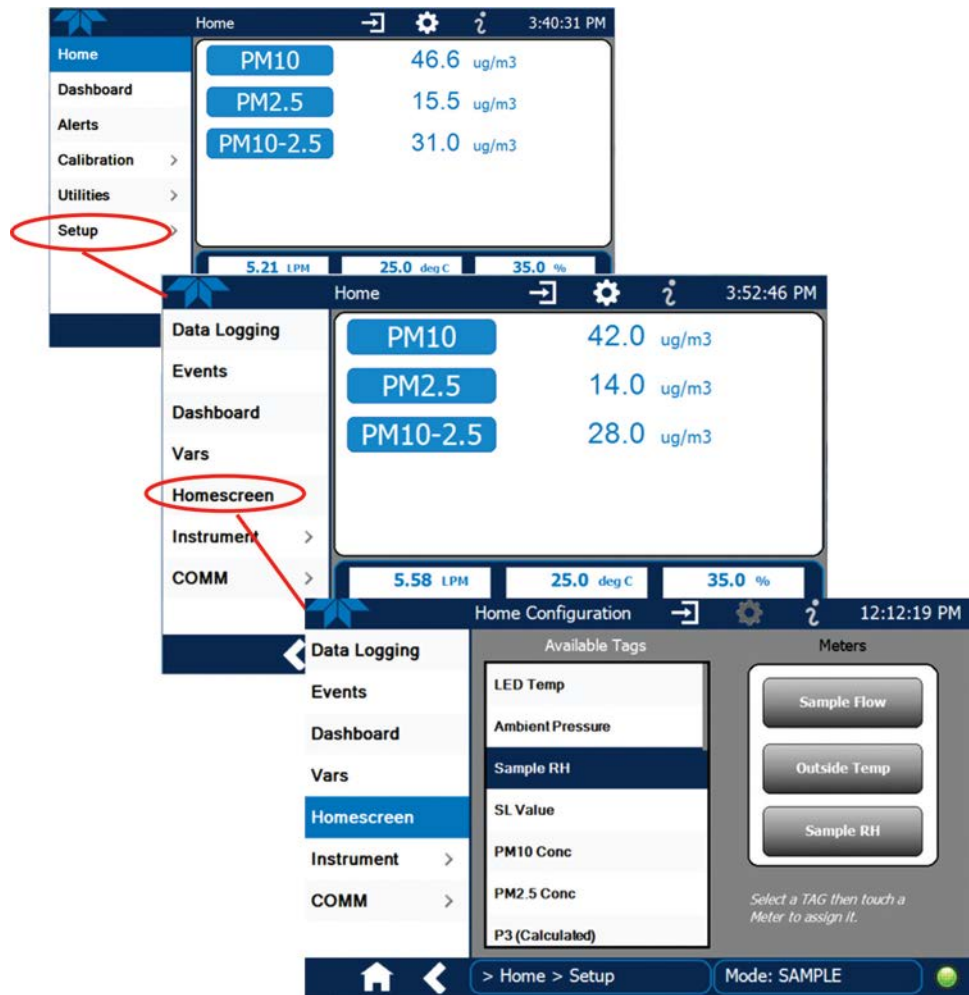 Home
3:40:31 PM
Home
Dashboard
Alerts
Calibration >
Utilities >
Setup >
PM10 46.6 ug/m3
PM2.5 15.5 ug/m3
PM10-2.5 31.0 ug/m3
5.21 LPM 25.0 deg C 35.0 %
Home
3:52:46 PM
Data Logging
Events
Dashboard
Vars
Homescreen
Instrument >
COMM >
PM10 42.0 ug/m3
PM2.5 14.0 ug/m3
PM10-2.5 28.0 ug/m3
5.58 LPM 25.0 deg C 35.0 %
Home Configuration
12:12:19 PM
Data Logging
Events
Dashboard
Vars
Homescreen
Instrument >
COMM >
Available Tags
LED Temp
Ambient Pressure
Sample RH
SL Value
PM10 Conc
PM2.5 Conc
P3 (Calculated)
Meters
Sample Flow
Outside Temp
Sample RH
Select a TAG then touch a
Meter to assign it.
> Home > Setup
Mode: SAMPLE